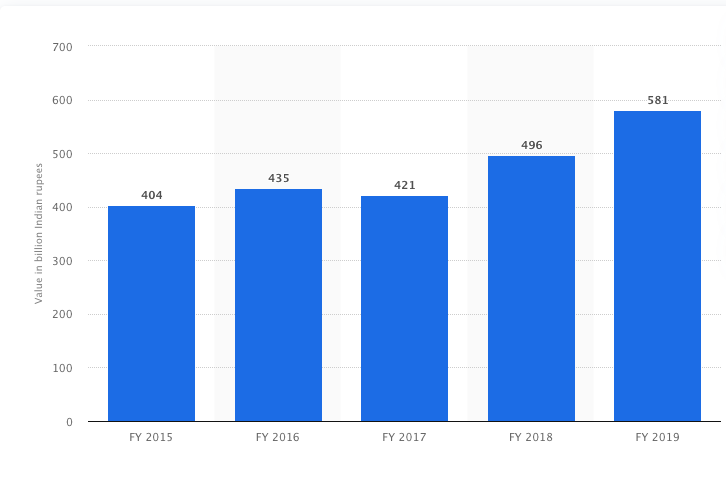 700
600
500
400
300
200
100
0
Value in billion Indian rupees
404
435
421
496
581
FY 2015
FY 2016
FY 2017
FY 2018
FY 2019